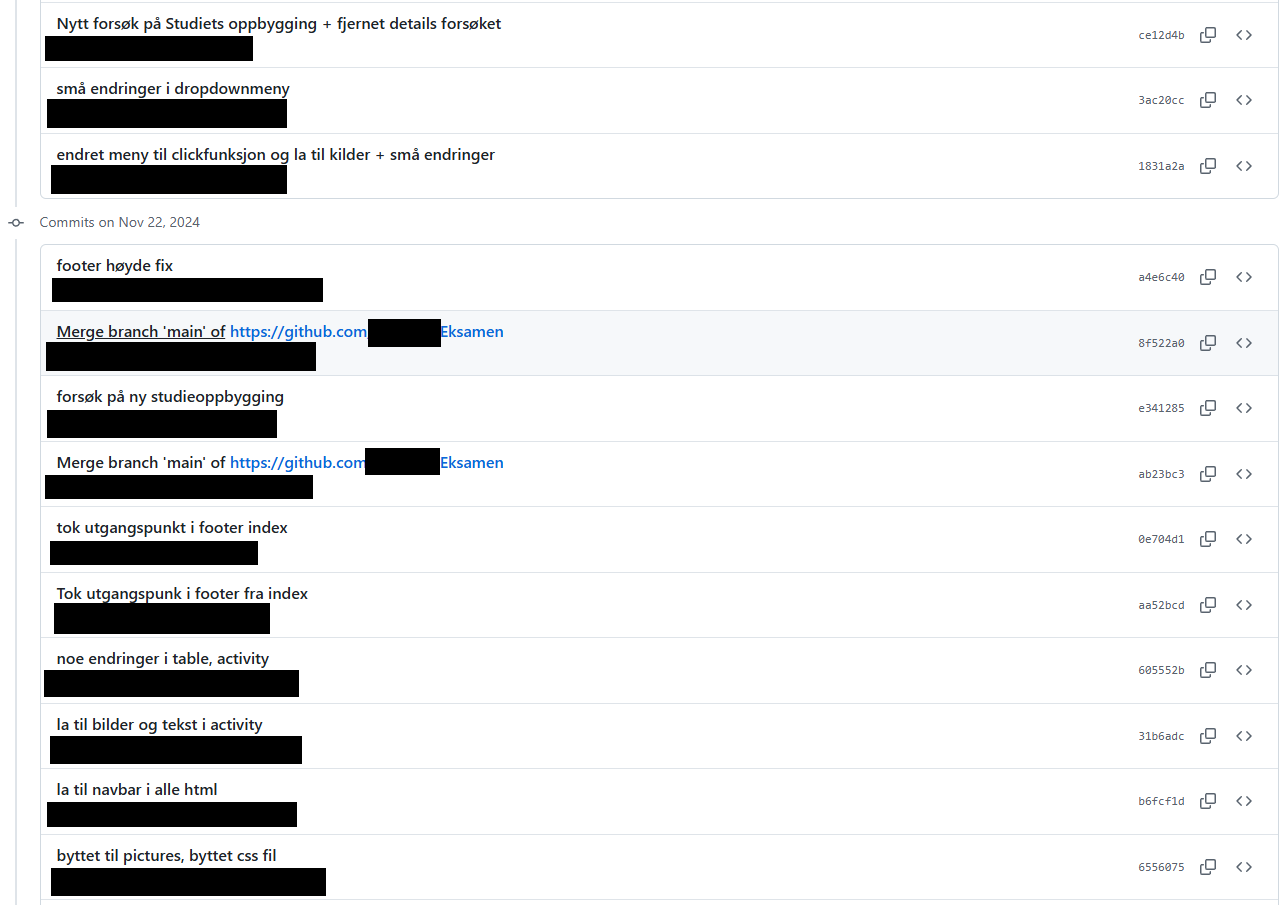 Nytt forsøk på Studiets oppbygging + fjernet details forsøket
ce12d4b
små endringer i dropdownmeny
3ac20cc
endret meny til clickfunksjon og la til kilder + små endringer
1831a2a
Commits on Nov 22, 2024
footer høyde fix
a4e6c40
Merge branch 'main' of https://github.com Eksamen
8f522a0
forsøk på ny studieoppbygging
e341285
Merge branch 'main' of https://github.com Eksamen
ab23bc3
tok utgangspunkt i footer index
0e704d1
Tok utgangspunk i footer fra index
aa52bcd
noe endringer i table, activity
605552b
la til bilder og tekst i activity
31b6adc
la til navbar i alle html
b6fcf1d
byttet til pictures, byttet css fil
6556075